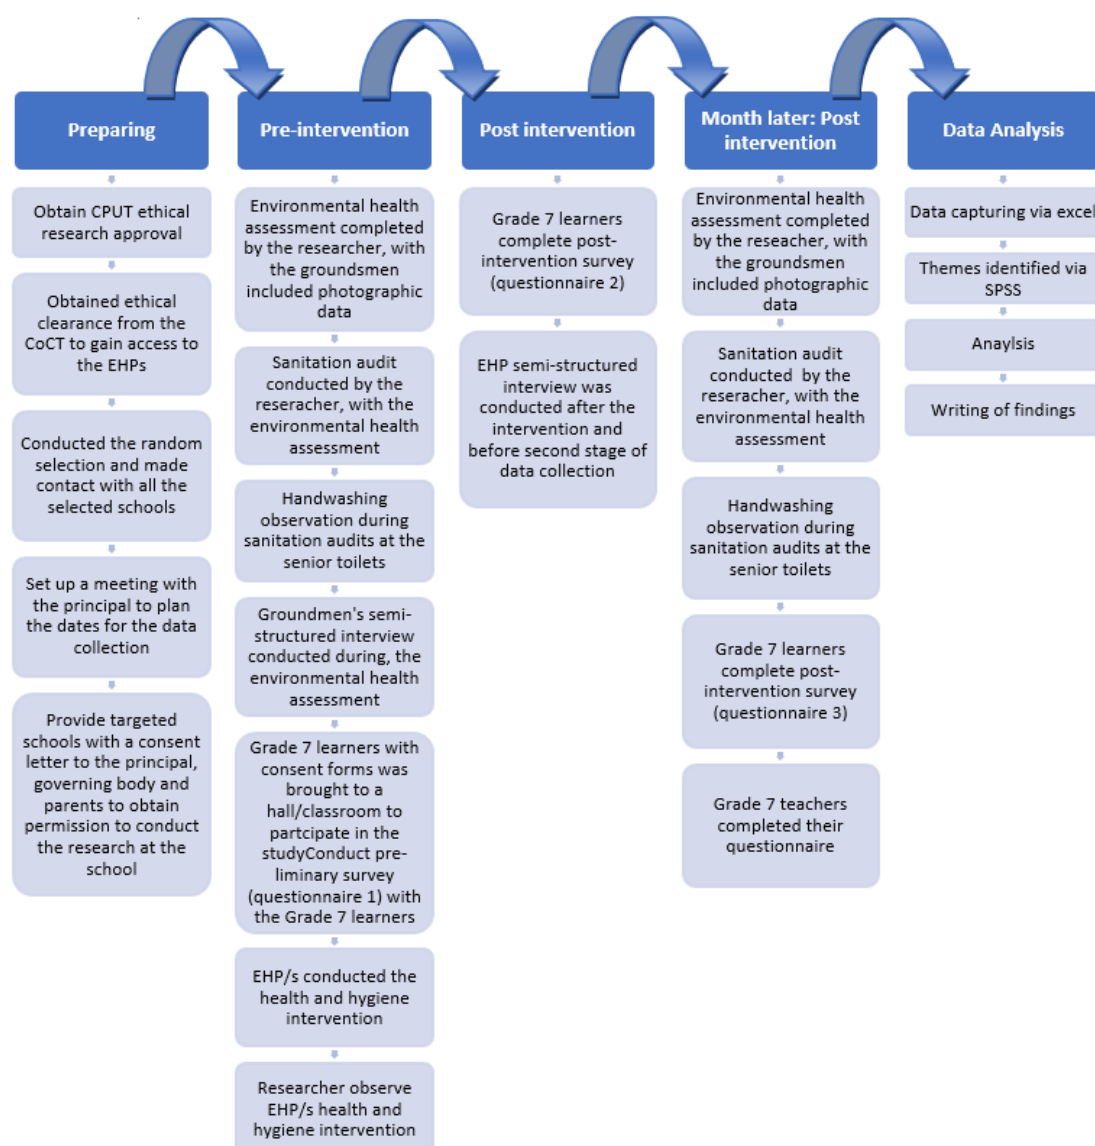 Preparing
Obtain CPUT ethical
research approval
Obtained ethical
clearance from the
CoCT to gain access to
the EHPs
Conducted the random
selection and made
contact with all the
selected schools
Set up a meeting with
the principal to plan
the dates for the data
collection
Provide targeted
schools with a consent
letter to the principal,
governing body and
parents to obtain
permission to conduct
the research at the
school
Pre-intervention
Environmental health
assessment completed
by the researcher, with
the groundsmen
included photographic
data
Sanitation audit
conducted by the
reseracher, with the
environmental health
assessment
Handwashing
observation during
sanitation audits at the
senior toilets
Groundmen's semi-
structured interview
conducted during, the
environmental health
assessment
Grade 7 learners with
consent forms was
brought to a
hall/classroom to
partcipate in the
studyConduct pre-
liminary survey
(questionnaire 1) with
the Grade 7 learners
EHP/s conducted the
health and hygiene
intervention
Researcher observe
EHP/s health and
hygiene intervention
Post intervention
Grade 7 learners
complete post-
intervention survey
(questionnaire 2)
EHP semi-structured
interview was
conducted after the
intervention and
before second stage of
data collection
Month later: Post
intervention
Environmental health
assessment completed
by the reseacher, with
the groundsmen
included photographic
data
Sanitation audit
conducted by the
reseracher, with the
environmental health
assessment
Handwashing
observation during
sanitation audits at the
senior toilets
Grade 7 learners
complete post-
intervention survey
(questionnaire 3)
Grade 7 teachers
completed their
questionnaire
Data Analysis
Data capturing via excel
Themes identified via
SPSS
Anaylsis
Writing of findings